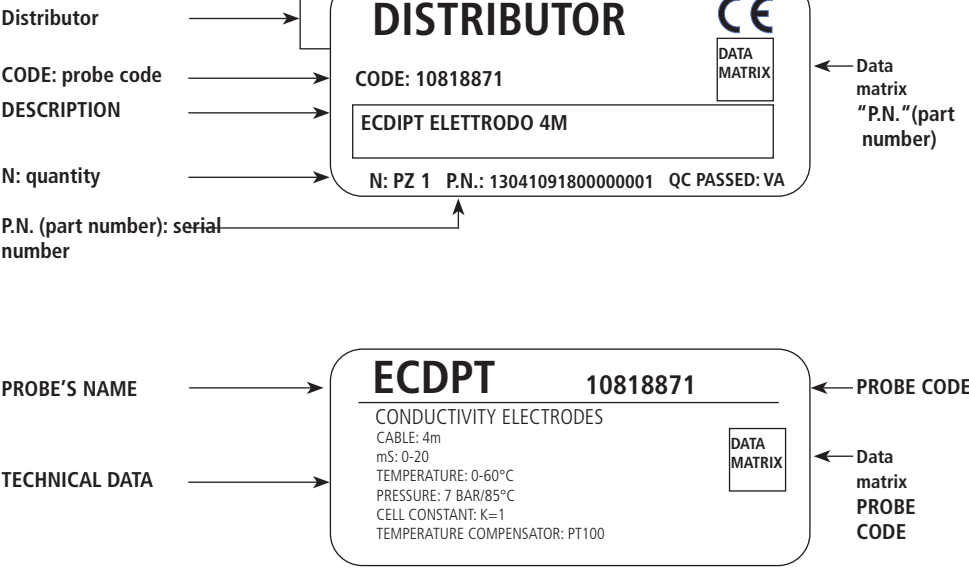 Distributor
DISTRIBUTOR
CE
DATA
MATRIX
CODE: probe code
CODE: 10818871
Data
matrix
"P.N."(part
number)
DESCRIPTION
ECDIPT ELETTRODO 4M
N: quantity
N: PZ 1 P.N.: 13041091800000001 QC PASSED: VA
P.N. (part number): serial
number
PROBE'S NAME
ECDPT 10818871
PROBE CODE
CONDUCTIVITY ELECTRODES
CABLE: 4m
mS: 0-20
TEMPERATURE: 0-60°C
PRESSURE: 7 BAR/85°C
CELL CONSTANT: K=1
TEMPERATURE COMPENSATOR: PT100
TECHNICAL DATA
DATA
MATRIX
Data
matrix
PROBE
CODE